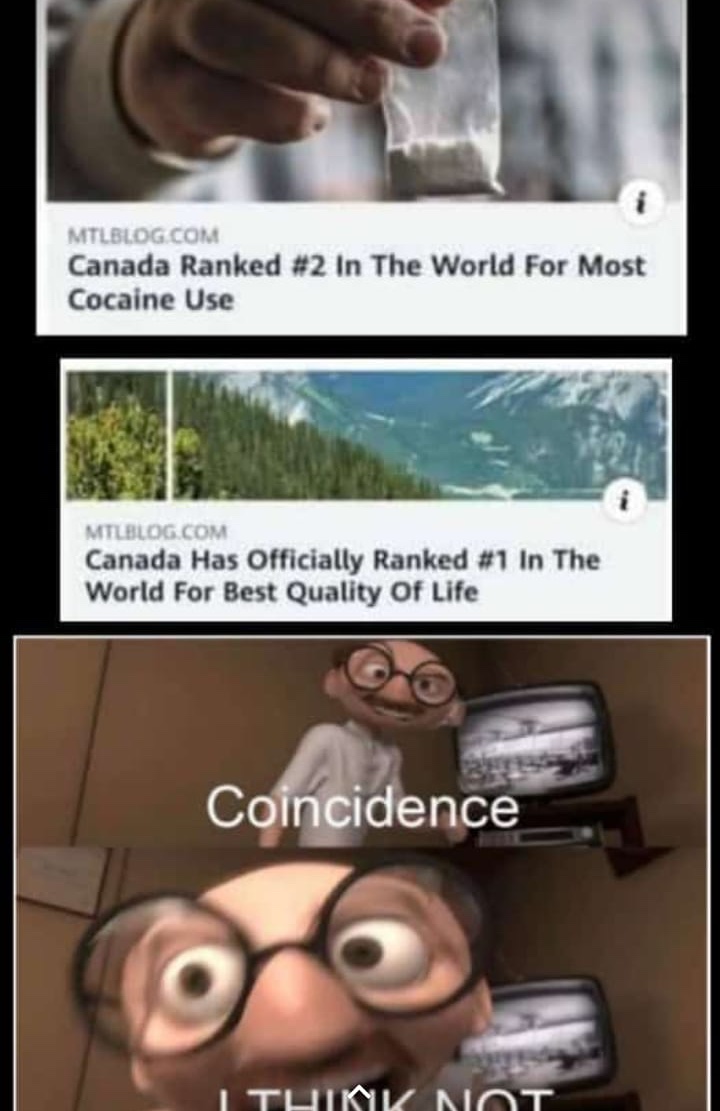 i
MTLBLOG.COM
Canada Ranked #2 In The World For Most
Cocaine Use
i
MTLBLOG.COM
Canada Has Officially Ranked #1 In The
World For Best Quality Of Life
Coincidence
I THINK NOT